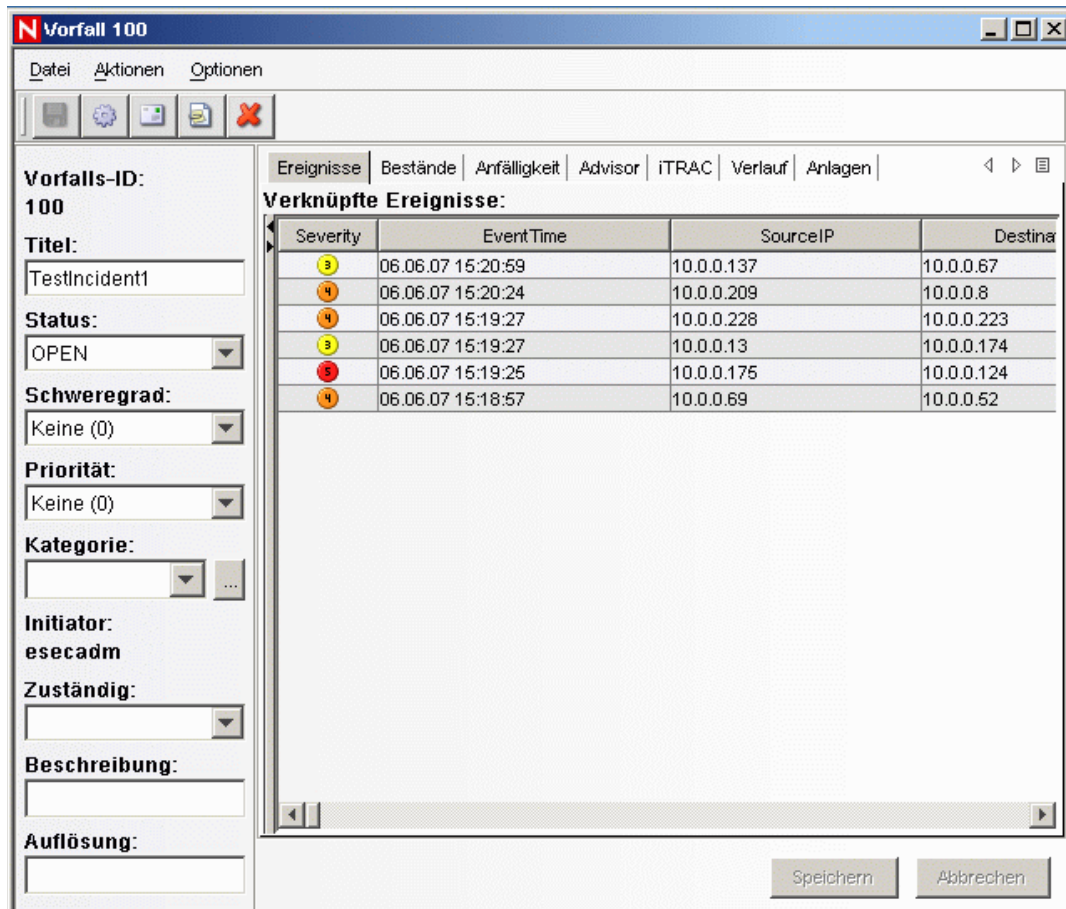 Vorfall 100
Datei Aktionen Optionen
Vorfalls-ID:
100
Titel:
TestIncident1
Status:
OPEN
Schweregrad:
Keine (0)
Priorität:
Keine (0)
Kategorie:
...
Initiator:
esecadm
Zuständig:
Beschreibung:
Auflösung:
Ereignisse Bestände Anfälligkeit Advisor iTRAC Verlauf Anlagen
Verknüpfte Ereignisse:
Severity EventTime SourceIP Destina
3 06.06.07 15:20:59 10.0.0.137 10.0.0.67
4 06.06.07 15:20:24 10.0.0.209 10.0.0.8
4 06.06.07 15:19:27 10.0.0.228 10.0.0.223
3 06.06.07 15:19:27 10.0.0.13 10.0.0.174
5 06.06.07 15:19:25 10.0.0.175 10.0.0.124
4 06.06.07 15:18:57 10.0.0.69 10.0.0.52
Speichern Abbrechen